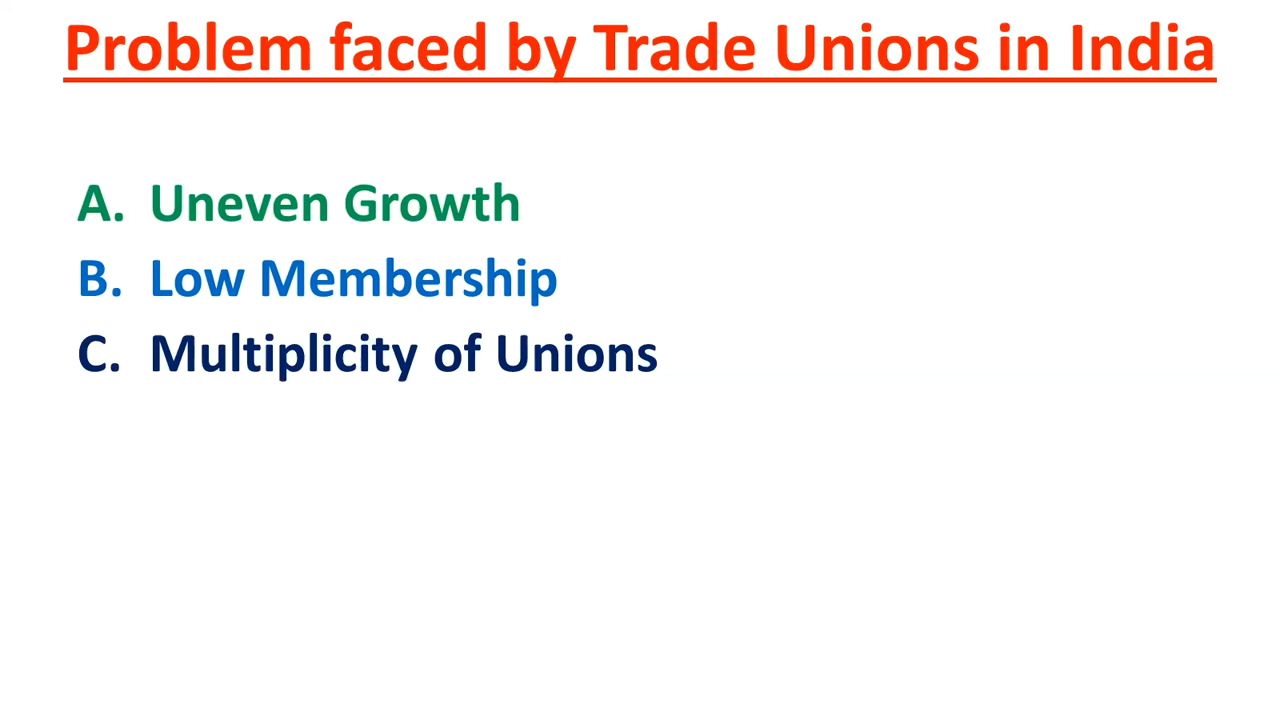 Problem faced by Trade Unions in India
A. Uneven Growth
B. Low Membership
C. Multiplicity of Unions